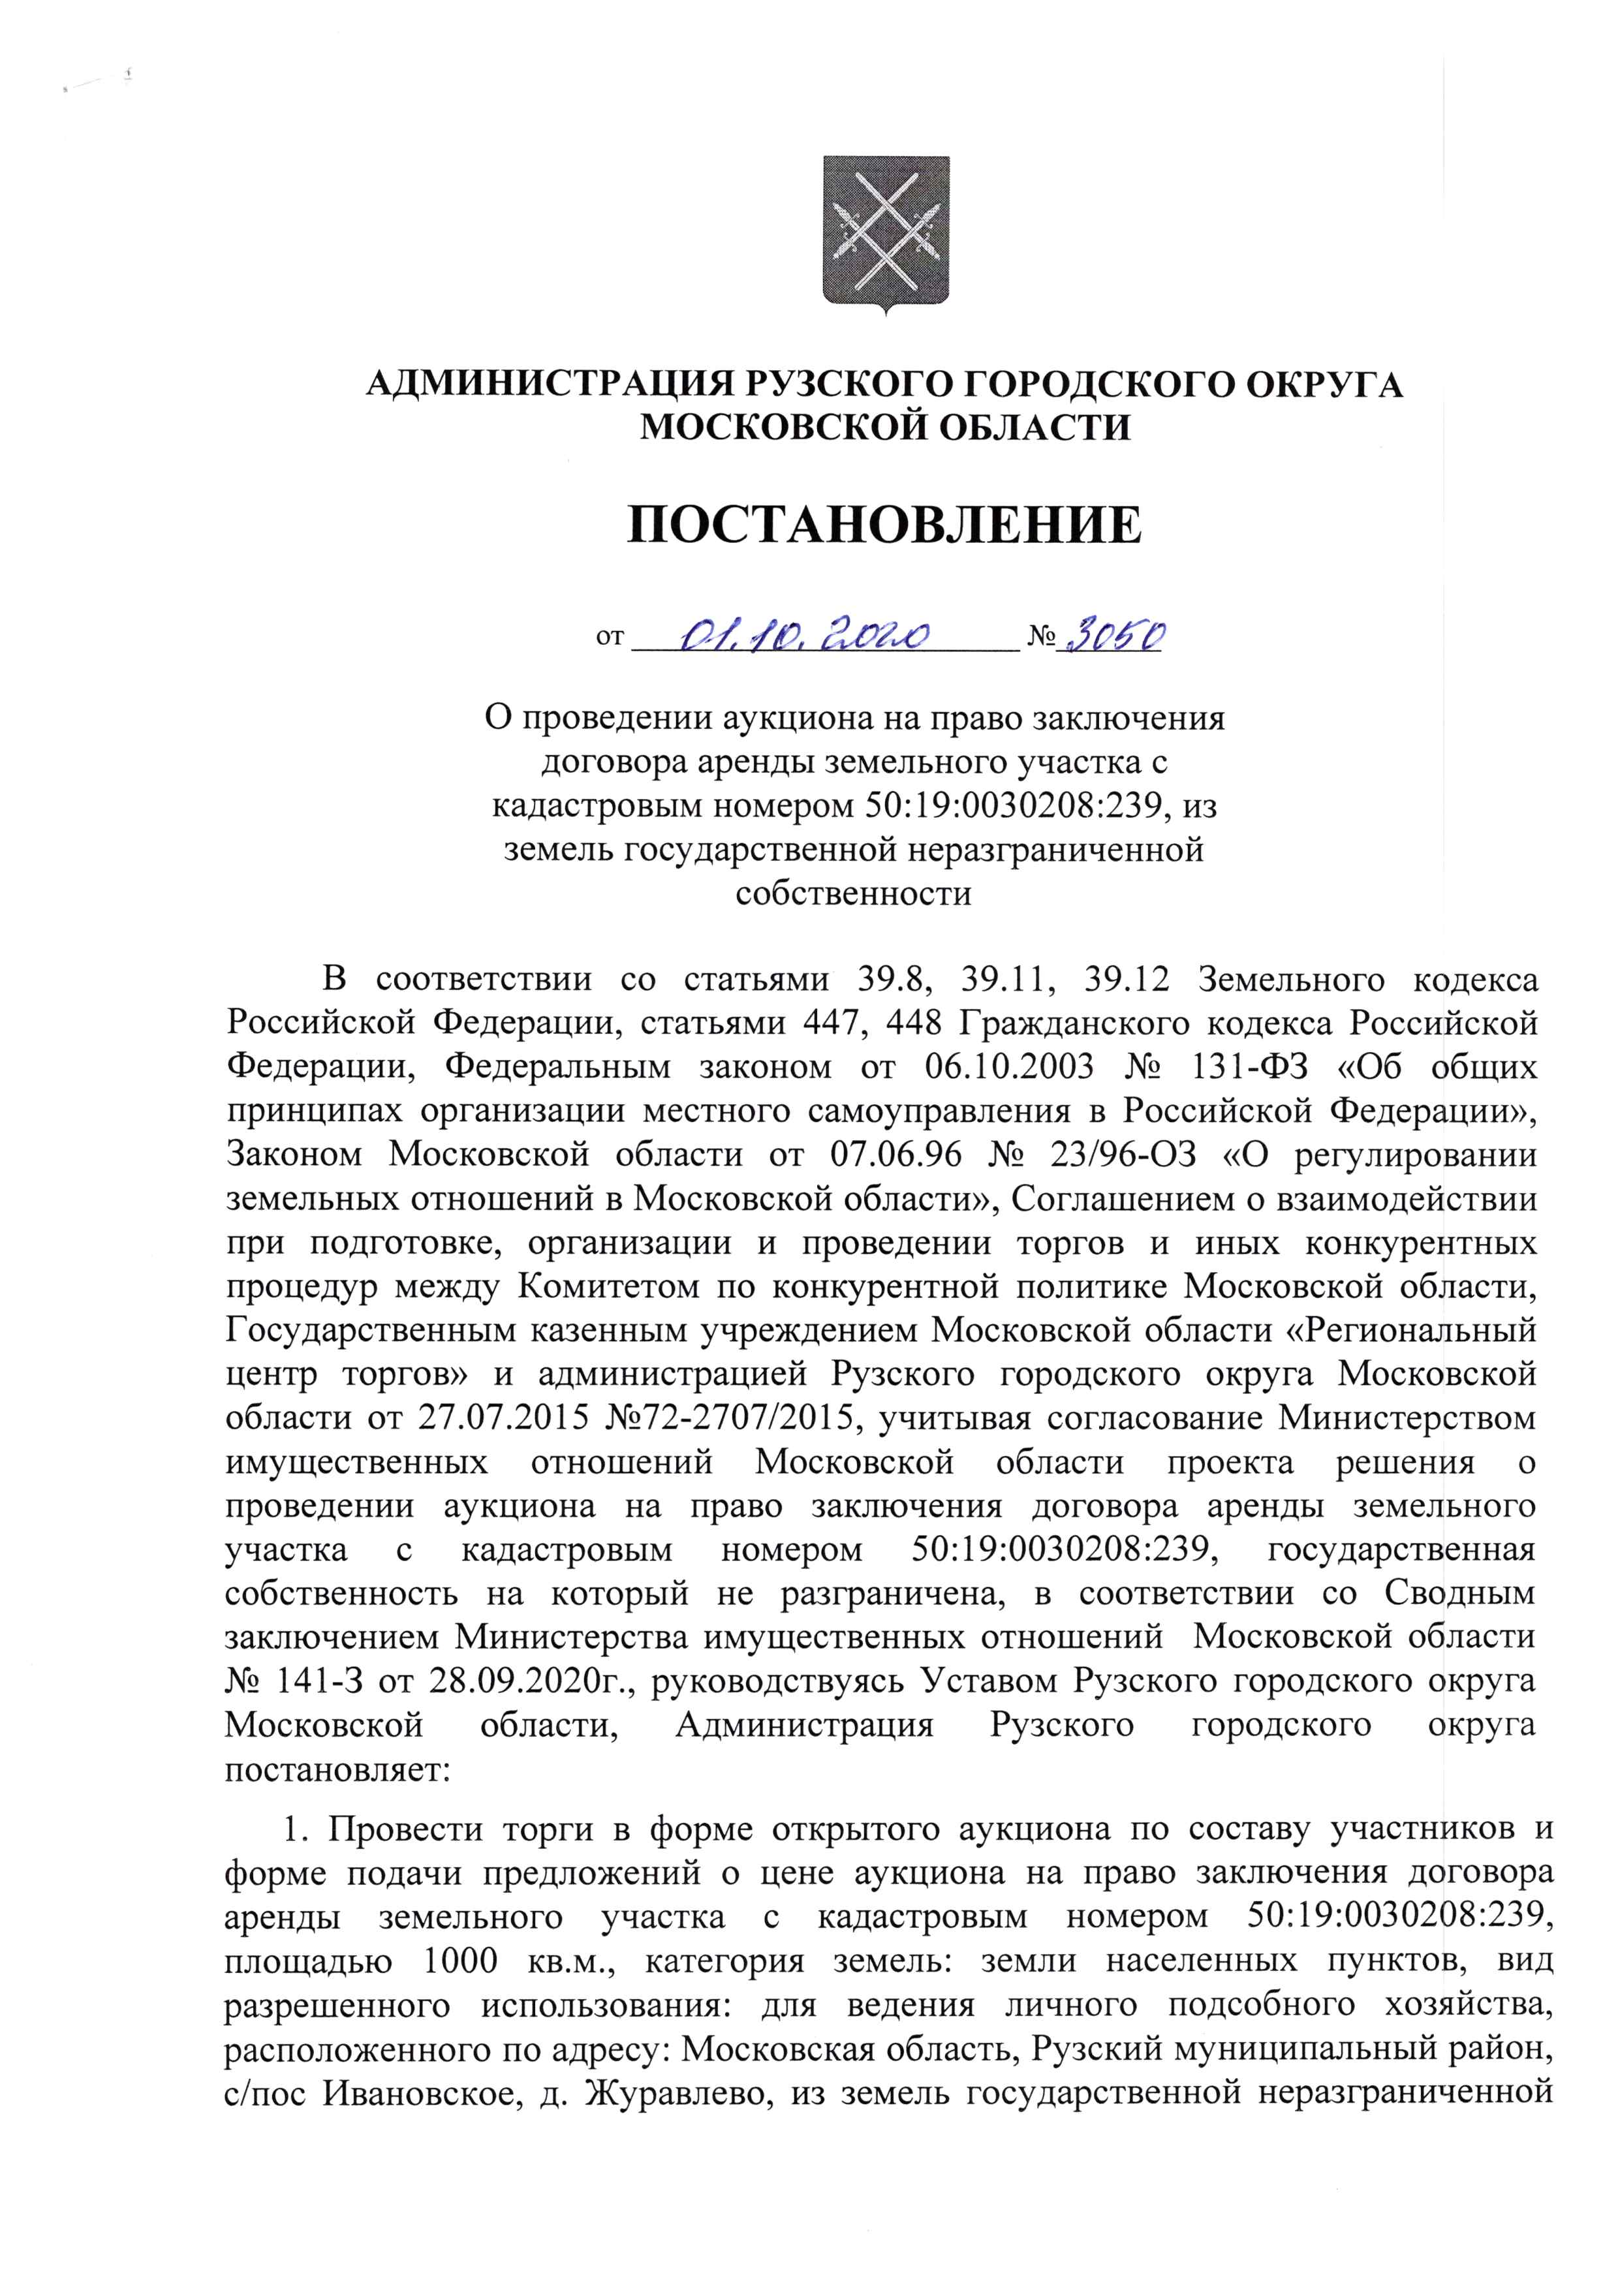 АДМИНИСТРАЦИЯ РУЗСКОГО ГОРОДСКОГО ОКРУГА
МОСКОВСКОЙ ОБЛАСТИ
ПОСТАНОВЛЕНИЕ
от 01.10.2020 № 3050
О проведении аукциона на право заключения
договора аренды земельного участка с
кадастровым номером 50:19:0030208:239, из
земель государственной неразграниченной
собственности
В соответствии со статьями 39.8, 39.11, 39.12 Земельного кодекса
Российской Федерации, статьями 447, 448 Гражданского кодекса Российской
Федерации, Федеральным законом от 06.10.2003 № 131-ФЗ «Об общих
принципах организации местного самоуправления в Российской Федерации»,
Законом Московской области от 07.06.96 № 23/96-ОЗ «О регулировании
земельных отношений в Московской области», Соглашением о взаимодействии
при подготовке, организации и проведении торгов и иных конкурентных
процедур между Комитетом по конкурентной политике Московской области,
Государственным казенным учреждением Московской области «Региональный
центр торгов» и администрацией Рузского городского округа Московской
области от 27.07.2015 №72-2707/2015, учитывая согласование Министерством
имущественных отношений Московской области проекта решения о
проведении аукциона на право заключения договора аренды земельного
участка с кадастровым номером 50:19:0030208:239, государственная
собственность на который не разграничена, в соответствии со Сводным
заключением Министерства имущественных отношений Московской области
№ 141-З от 28.09.2020г., руководствуясь Уставом Рузского городского округа
Московской области, Администрация Рузского городского округа
постановляет:
1. Провести торги в форме открытого аукциона по составу участников и
форме подачи предложений о цене аукциона на право заключения договора
аренды земельного участка с кадастровым номером 50:19:0030208:239,
площадью 1000 кв.м., категория земель: земли населенных пунктов, вид
разрешенного использования: для ведения личного подсобного хозяйства,
расположенного по адресу: Московская область, Рузский муниципальный район,
с/пос Ивановское, д. Журавлево, из земель государственной неразграниченной